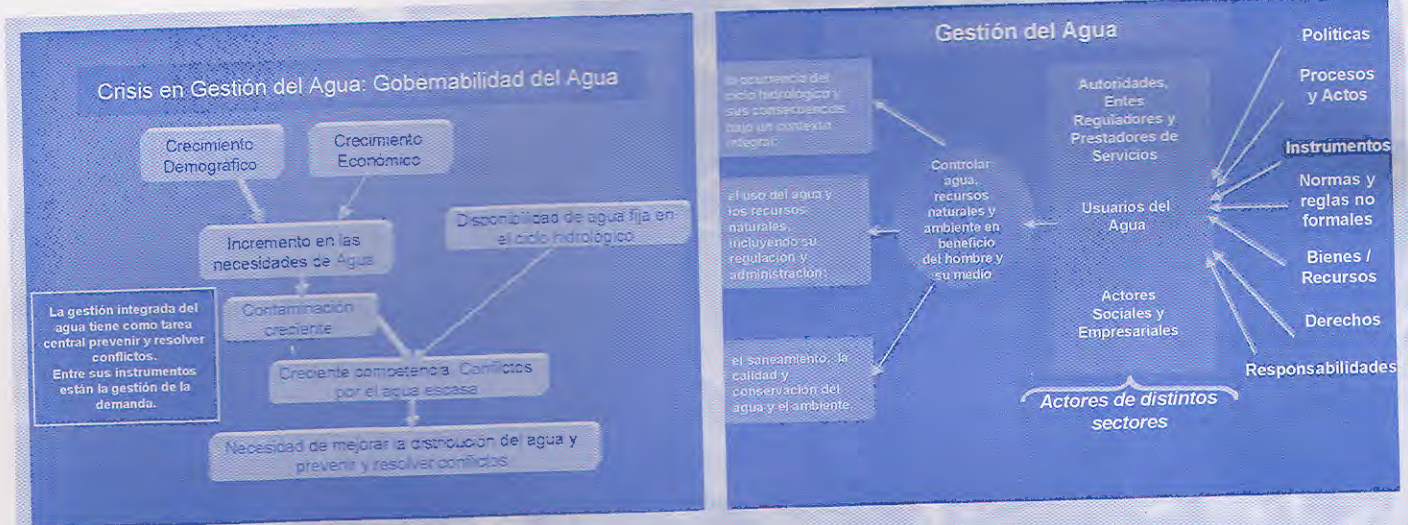 Crisis en Gestión del Agua: Gobernabilidad del Agua
Crecimiento
Demográfico
Crecimiento
Económico
Disponibilidad de agua fija en
el ciclo hidrológico
Incremento en las
necesidades de Agua
La gestión integrada del
agua tiene como tarea
central prevenir y resolver
conflictos.
Entre sus instrumentos
están la gestión de la
demanda.
Contaminación
creciente
Creciente competencia. Conflictos
por el agua escasa
Necesidad de mejorar la distribución del agua y
prevenir y resolver conflictos
Gestión del Agua
la ocurrencia del
ciclo hidrológico y
sus consecuencias
bajo un contexto
integral;
el uso del agua y
los recursos
naturales,
incluyendo su
regulación y
administración;
el saneamiento, la
calidad y
conservación del
agua y el ambiente.
Controlar
agua,
recursos
naturales y
ambiente en
beneficio
del hombre y
su medio
Autoridades,
Entes
Reguladores y
Prestadores de
Servicios
Usuarios del
Agua
Actores
Sociales y
Empresariales
Actores de distintos
sectores
Politicas
Procesos
y Actos
Instrumentos
Normas y
reglas no
formales
Bienes /
Recursos
Derechos
Responsabilidades